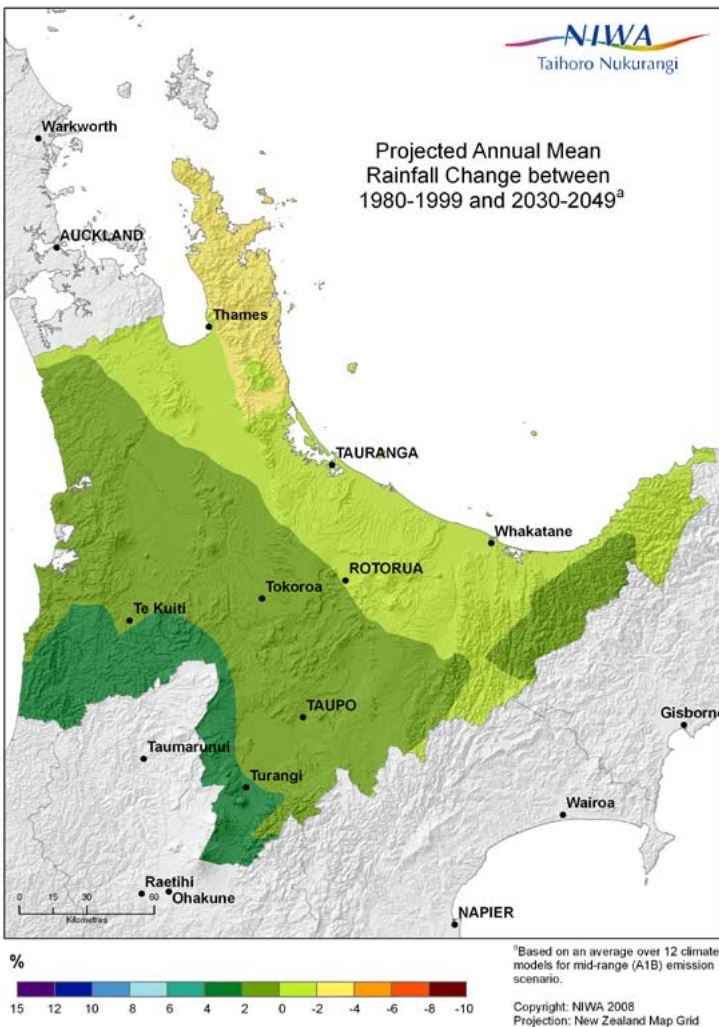 NIWA
Taihoro Nukurangi
Warkworth
Projected Annual Mean
Rainfall Change between
1980-1999 and 2030-2049ᵃ
AUCKLAND
Thames
TAURANGA
Whakatane
ROTORUA
Tokoroa
Te Kuiti
TAUPO
Gisborne
Taumarunui
Turangi
Wairoa
Raetihi
Ohakune
0 15 30 60
Kilometres
NAPIER
%
15 12 10 8 6 4 2 0 -2 -4 -6 -8 -10
ᵃBased on an average over 12 climate
models for mid-range (A1B) emission
scenario.
Copyright: NIWA 2008
Projection: New Zealand Map Grid